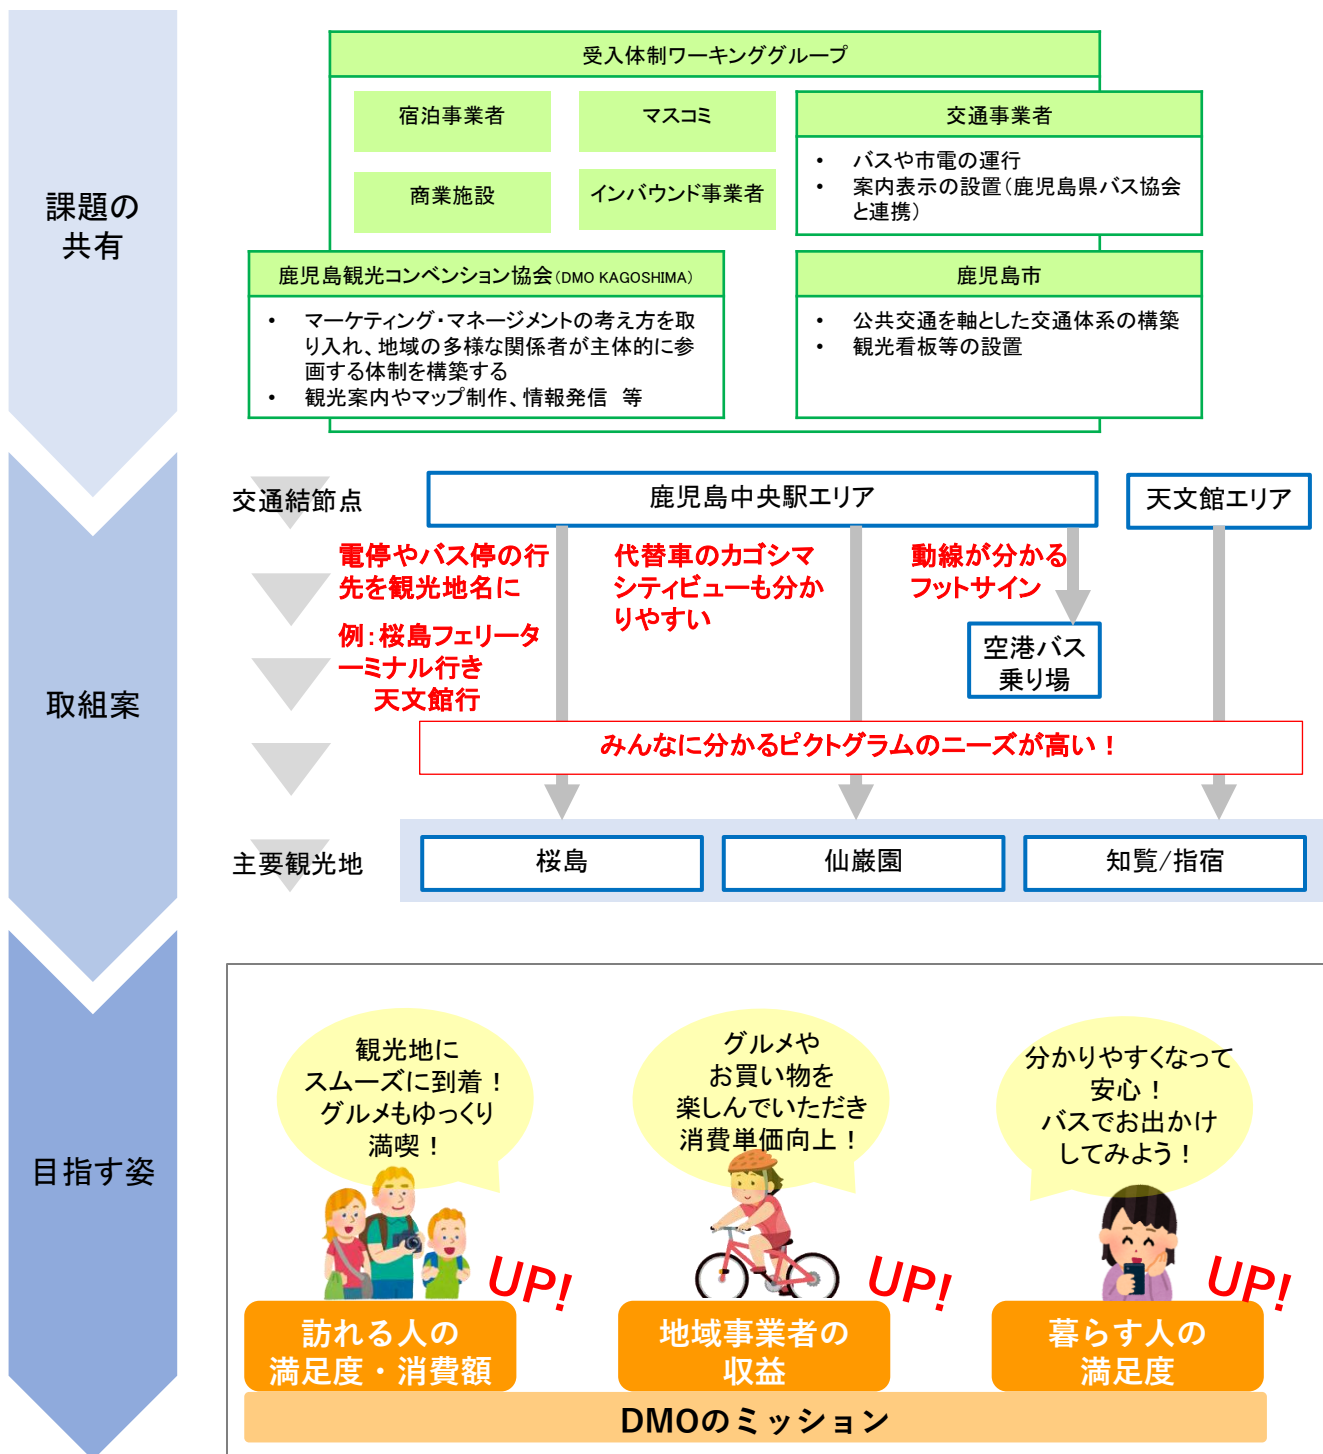 課題の
共有
受入体制ワーキンググループ
宿泊事業者
マスコミ
商業施設
インバウンド事業者
交通事業者
• バスや市電の運行
• 案内表示の設置（鹿児島県バス協会
と連携）
鹿児島観光コンベンション協会（DMO KAGOSHIMA）
• マーケティング・マネージメントの考え方を取
り入れ、地域の多様な関係者が主体的に参
画する体制を構築する
• 観光案内やマップ制作、情報発信　等
鹿児島市
• 公共交通を軸とした交通体系の構築
• 観光看板等の設置
取組案
交通結節点
鹿児島中央駅エリア
天文館エリア
電停やバス停の行
先を観光地名に
例：桜島フェリータ
ーミナル行き
天文館行
代替車のカゴシマ
シティビューも分か
りやすい
動線が分かる
フットサイン
空港バス
乗り場
みんなに分かるピクトグラムのニーズが高い！
主要観光地
桜島
仙巌園
知覧/指宿
目指す姿
観光地に
スムーズに到着！
グルメもゆっくり
満喫！
グルメや
お買い物を
楽しんでいただき
消費単価向上！
分かりやすくなって
安心！
バスでお出かけ
してみよう！
UP!
UP!
UP!
訪れる人の
満足度・消費額
地域事業者の
収益
暮らす人の
満足度
DMOのミッション